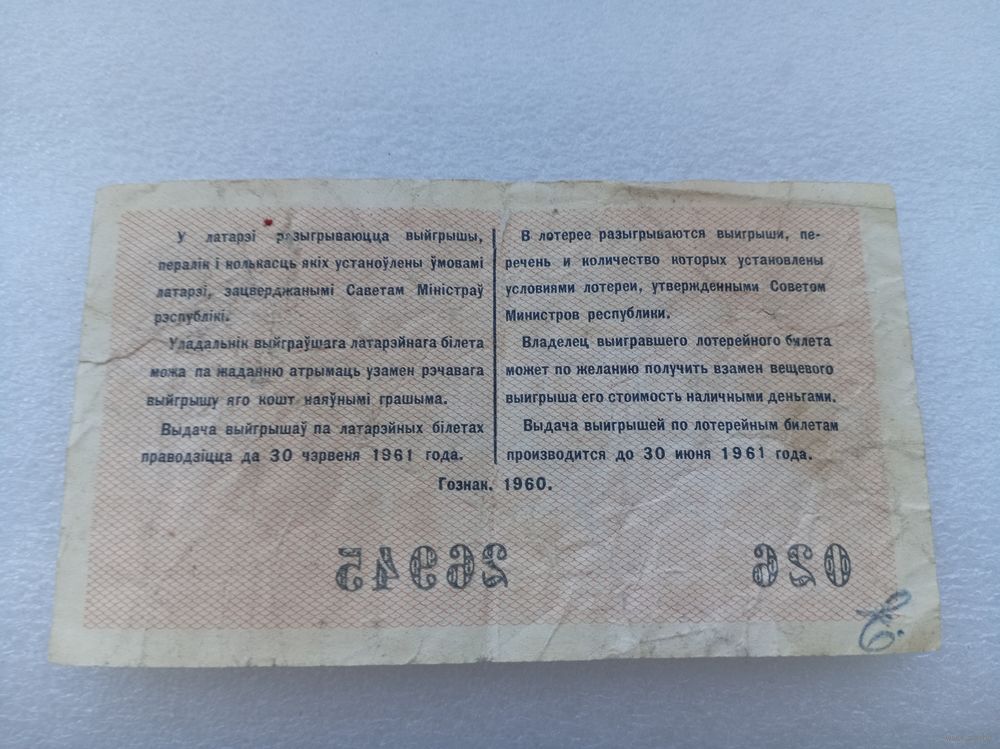 У латарэі разыгрываюцца выйгрышы,
пералік і колькасць якіх устаноўлены ўмовамі
латарэі, зацверджанымі Саветам Міністраў
рэспублікі.
Уладальнік выйграўшага латарэйнага білета
можа па жаданню атрымаць узамен рэчавага
выйгрышу яго кошт наяўнымі грашыма.
Выдача выйгрышаў па латарэйных білетах
праводзіцца да 30 чэрвеня 1961 года.
В лотерее разыгрываются выигрыши, пе-
речень и количество которых установлены
условиями лотереи, утвержденными Советом
Министров республики.
Владелец выигравшего лотерейного билета
может по желанию получить взамен вещевого
выигрыша его стоимость наличными деньгами.
Выдача выигрышей по лотерейным билетам
производится до 30 июня 1961 года.
Гознак. 1960.
26945 026